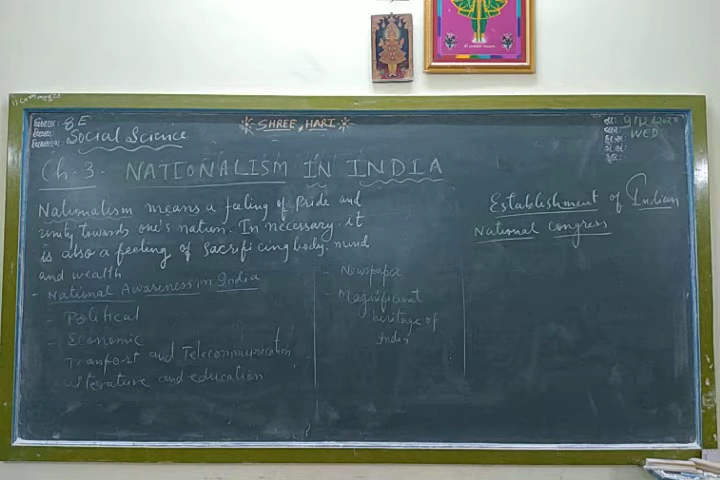 8E
Social Science
SHREE HARI
9/12/2020
WED
Ch-3. NATIONALISM IN INDIA
Nationalism means a feeling of pride and
unity towards one's nation. In necessary it
is also a feeling of sacrificing body, mind
and wealth
- National Awareness in India
- Political
- Economic
- Tranfort and Telecommunication
- Literature and education
- Newspaper
- Magnificient
heritage of
India
Establishment of Indian
National congress